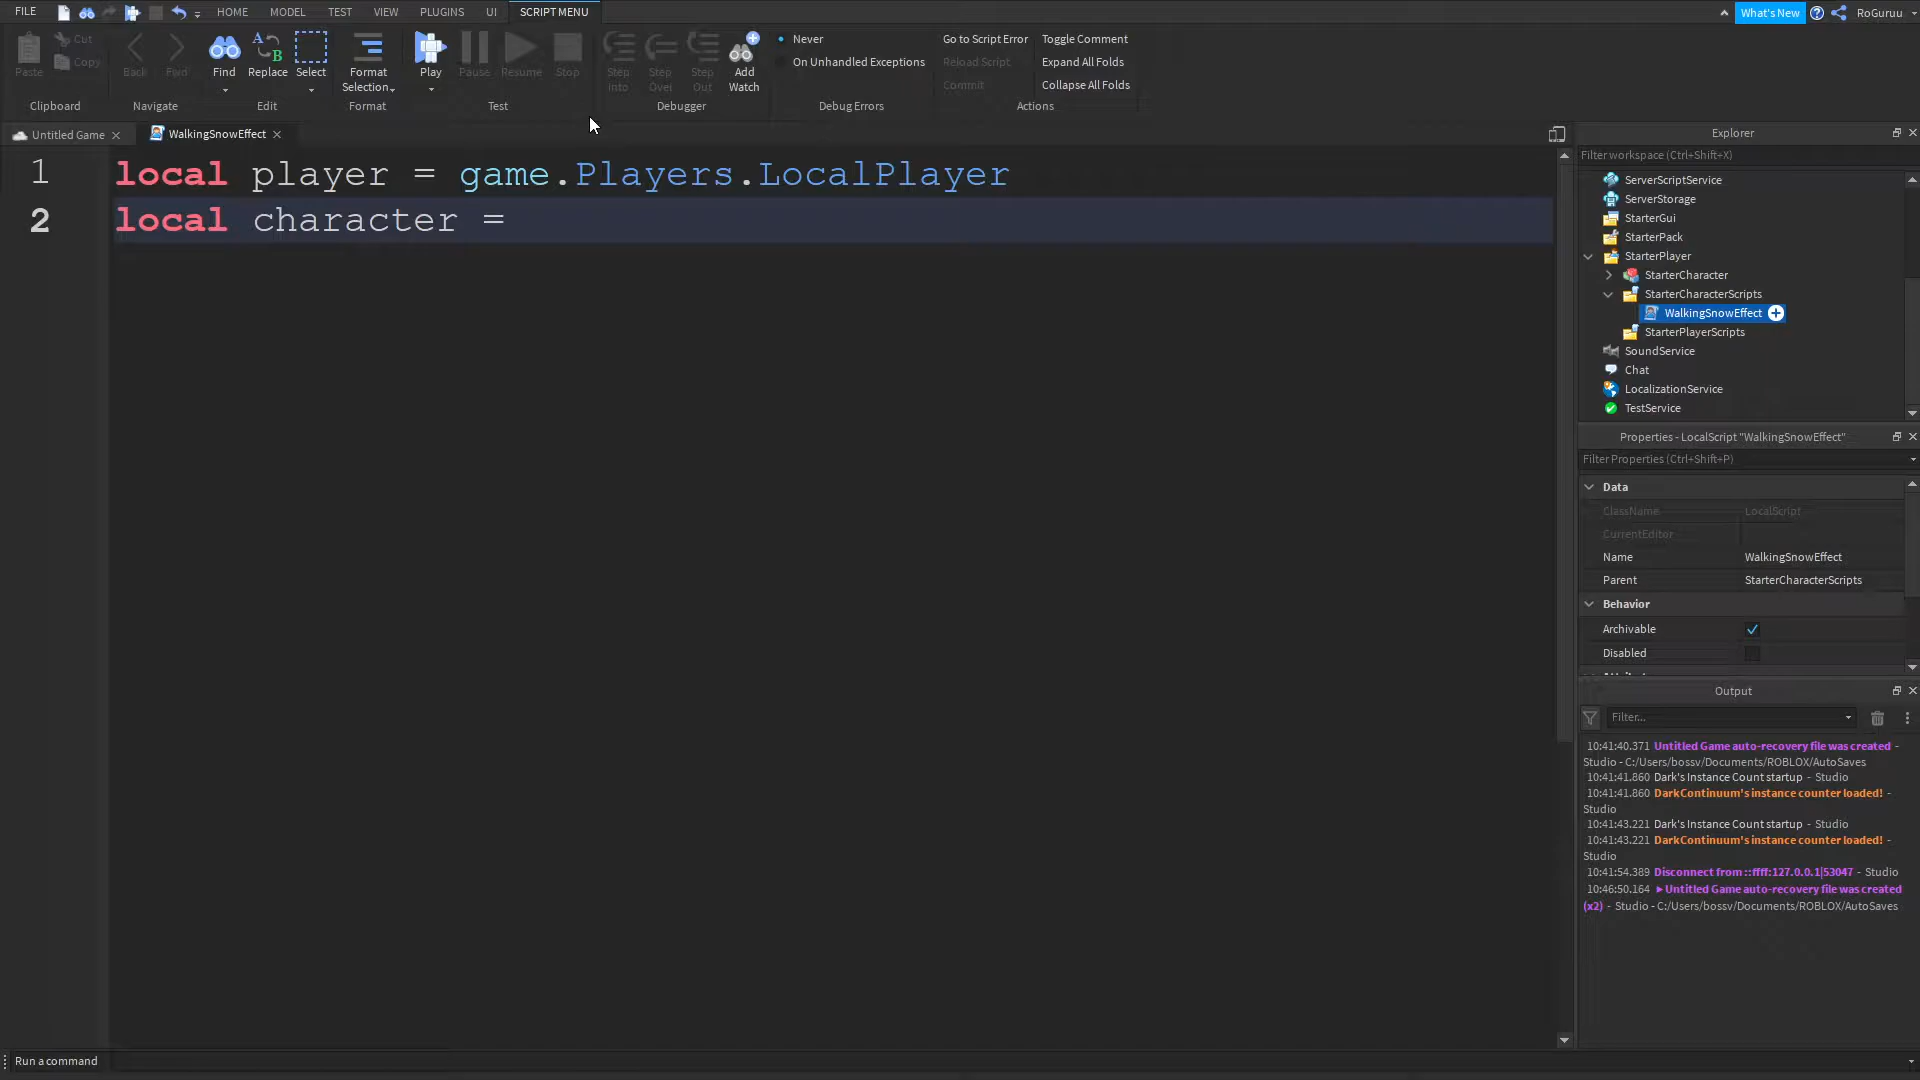 FILE HOME MODEL TEST VIEW PLUGINS UI SCRIPT MENU What's New RoGuruu
Paste Cut Copy
Clipboard
Back Fwd
Navigate
Find Replace Select
Edit
Format
Selection
Format
Play Pause Resume Stop
Test
Step Into
Step Over
Step Out
Add Watch
Debugger
Never
On Unhandled Exceptions
Debug Errors
Go to Script Error Toggle Comment
Reload Script Expand All Folds
Commit Collapse All Folds
Actions
Untitled Game WalkingSnowEffect
1 local player = game.Players.LocalPlayer
2 local character =
Explorer
Filter workspace (Ctrl+Shift+X)
ServerScriptService
ServerStorage
StarterGui
StarterPack
StarterPlayer
StarterCharacter
StarterCharacterScripts
WalkingSnowEffect
StarterPlayerScripts
SoundService
Chat
LocalizationService
TestService
Properties - LocalScript "WalkingSnowEffect"
Filter Properties (Ctrl+Shift+P)
Data
ClassName LocalScript
CurrentEditor
Name WalkingSnowEffect
Parent StarterCharacterScripts
Behavior
Archivable
Disabled
Output
Filter...
10:41:40.371 Untitled Game auto-recovery file was created -
Studio - C:/Users/bossv/Documents/ROBLOX/AutoSaves
10:41:41.860 Dark's Instance Count startup - Studio
10:41:41.860 DarkContinuum's instance counter loaded! -
Studio
10:41:43.221 Dark's Instance Count startup - Studio
10:41:43.221 DarkContinuum's instance counter loaded! -
Studio
10:41:54.389 Disconnect from ::ffff:127.0.0.1|53047 - Studio
10:46:50.164 ▸ Untitled Game auto-recovery file was created
(x2) - Studio - C:/Users/bossv/Documents/ROBLOX/AutoSaves
Run a command